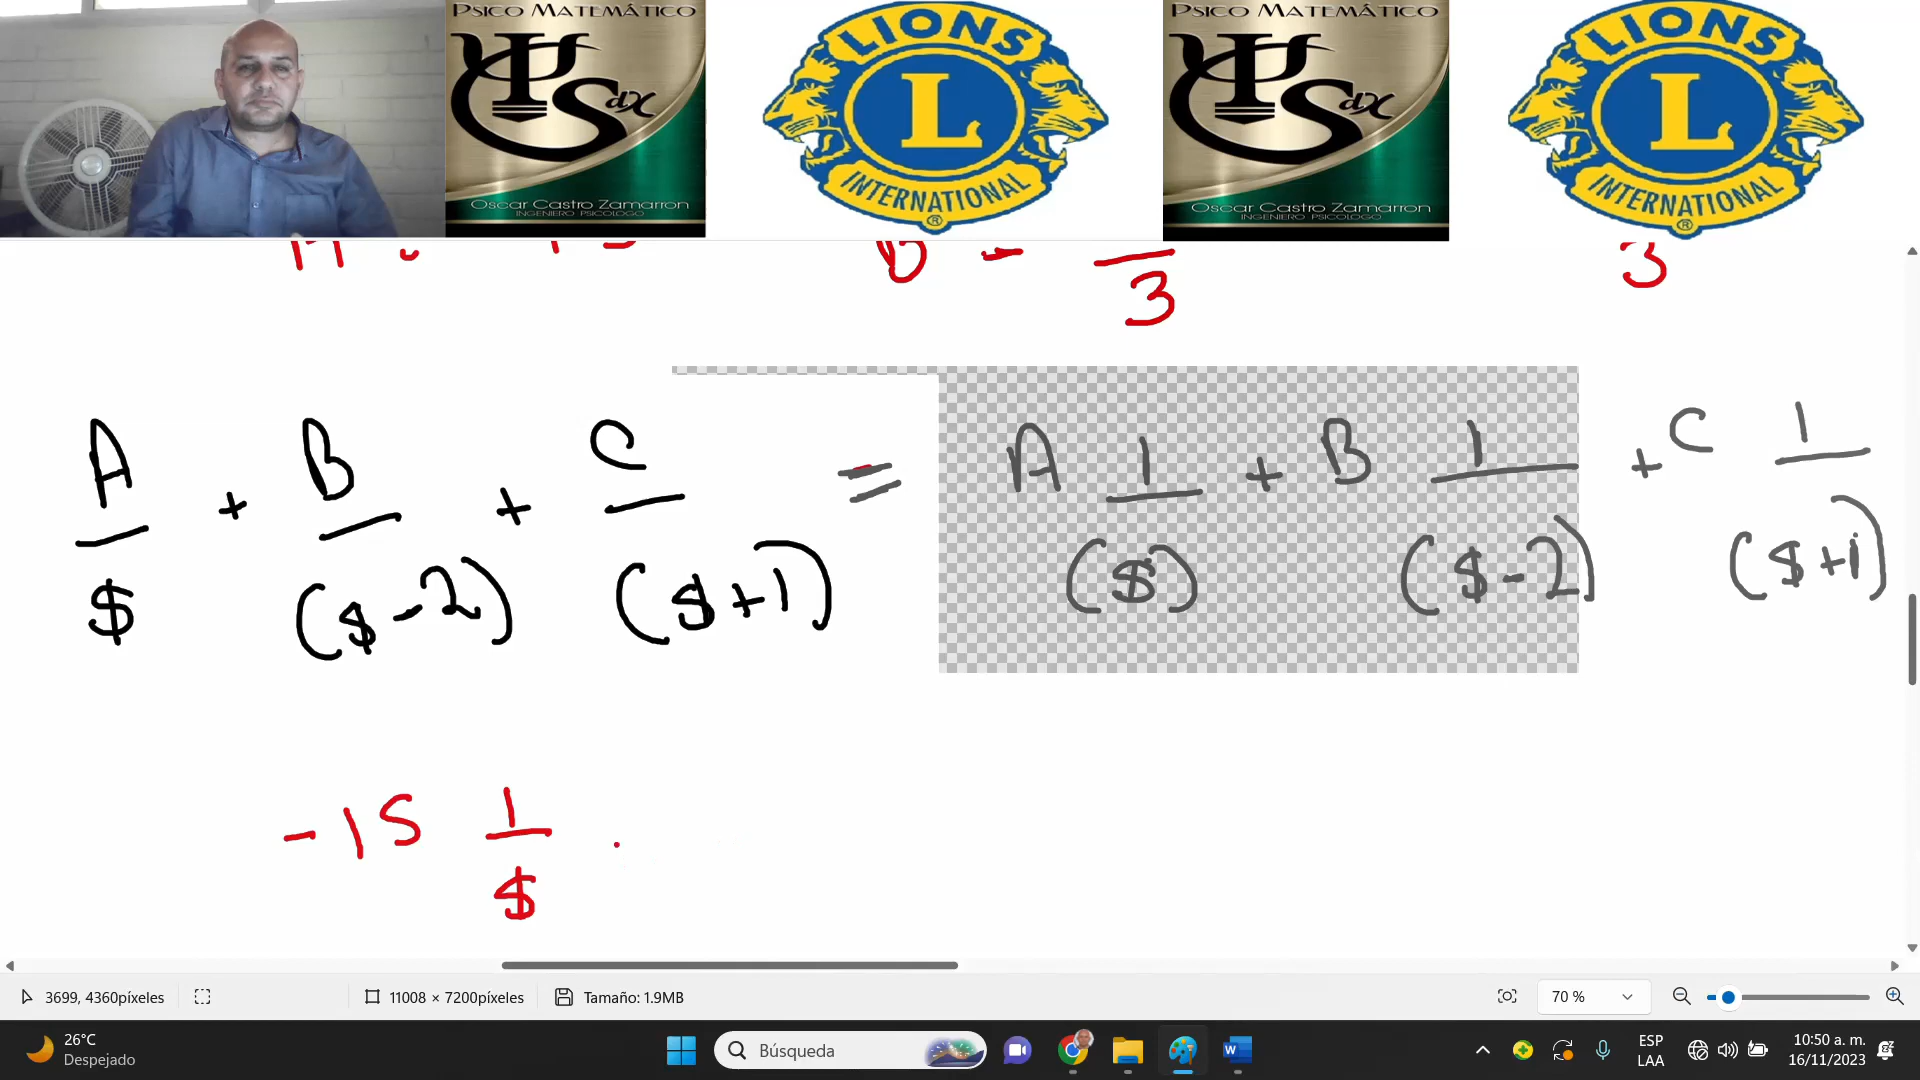 PSICO MATEMÁTICO
LIONS
L
INTERNATIONAL
®
dx
Oscar Castro Zamarron
INGENIERO PSICOLOGO
PSICO MATEMÁTICO
LIONS
L
INTERNATIONAL
®
dx
Oscar Castro Zamarron
INGENIERO PSICOLOGO
B = 
3
3
A/$ + B/($-2) + C/($+1) = A 1/($) + B 1/($-2) + C 1/($+1)
-15 1/$
3699, 4360píxeles
11008 × 7200píxeles
Tamaño: 1.9MB
70 %
26°C
Despejado
Búsqueda
ESP
LAA
10:50 a. m.
16/11/2023